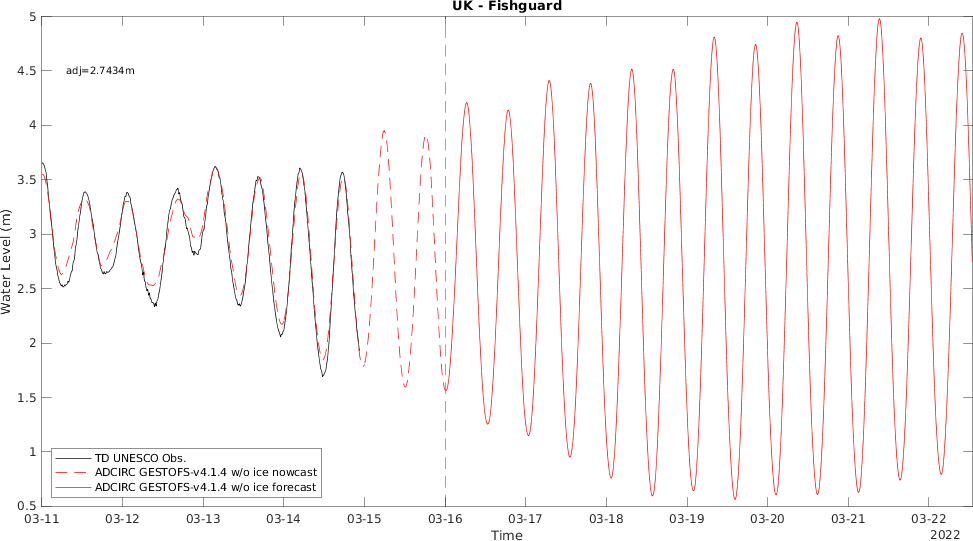 UK - Fishguard
adj=2.7434m
5
4.5
4
3.5
3
2.5
2
1.5
1
0.5
Water Level (m)
TD UNESCO Obs.
ADCIRC GESTOFS-v4.1.4 w/o ice nowcast
ADCIRC GESTOFS-v4.1.4 w/o ice forecast
03-11 03-12 03-13 03-14 03-15 03-16 03-17 03-18 03-19 03-20 03-21 03-22
2022
Time